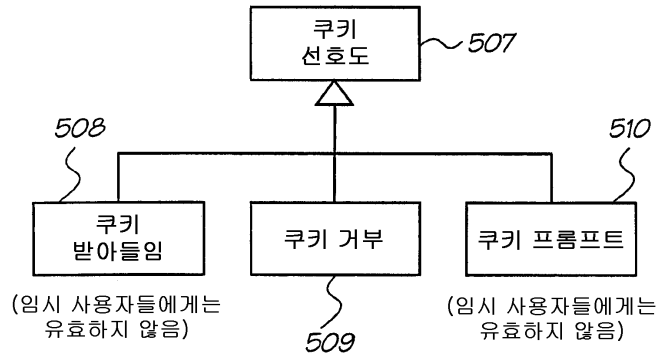 쿠키
선호도
507
508
510
쿠키
받아들임
쿠키 거부
쿠키 프롬프트
(임시 사용자들에게는
유효하지 않음)
509
(임시 사용자들에게는
유효하지 않음)